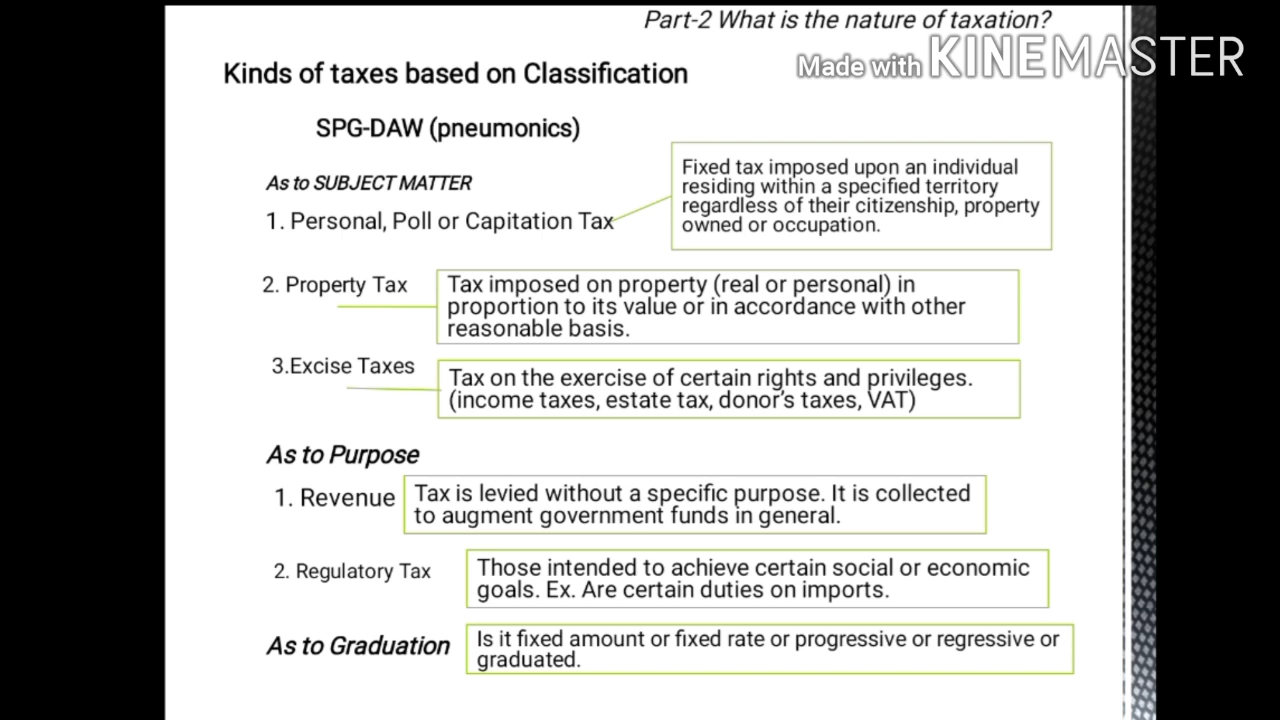 Part-2 What is the nature of taxation?
Made with KINEMASTER
Kinds of taxes based on Classification
SPG-DAW (pneumonics)
As to SUBJECT MATTER
1. Personal, Poll or Capitation Tax
Fixed tax imposed upon an individual
residing within a specified territory
regardless of their citizenship, property
owned or occupation.
2. Property Tax
Tax imposed on property (real or personal) in
proportion to its value or in accordance with other
reasonable basis.
3.Excise Taxes
Tax on the exercise of certain rights and privileges.
(income taxes, estate tax, donor's taxes, VAT)
As to Purpose
1. Revenue
Tax is levied without a specific purpose. It is collected
to augment government funds in general.
2. Regulatory Tax
Those intended to achieve certain social or economic
goals. Ex. Are certain duties on imports.
As to Graduation
Is it fixed amount or fixed rate or progressive or regressive or
graduated.